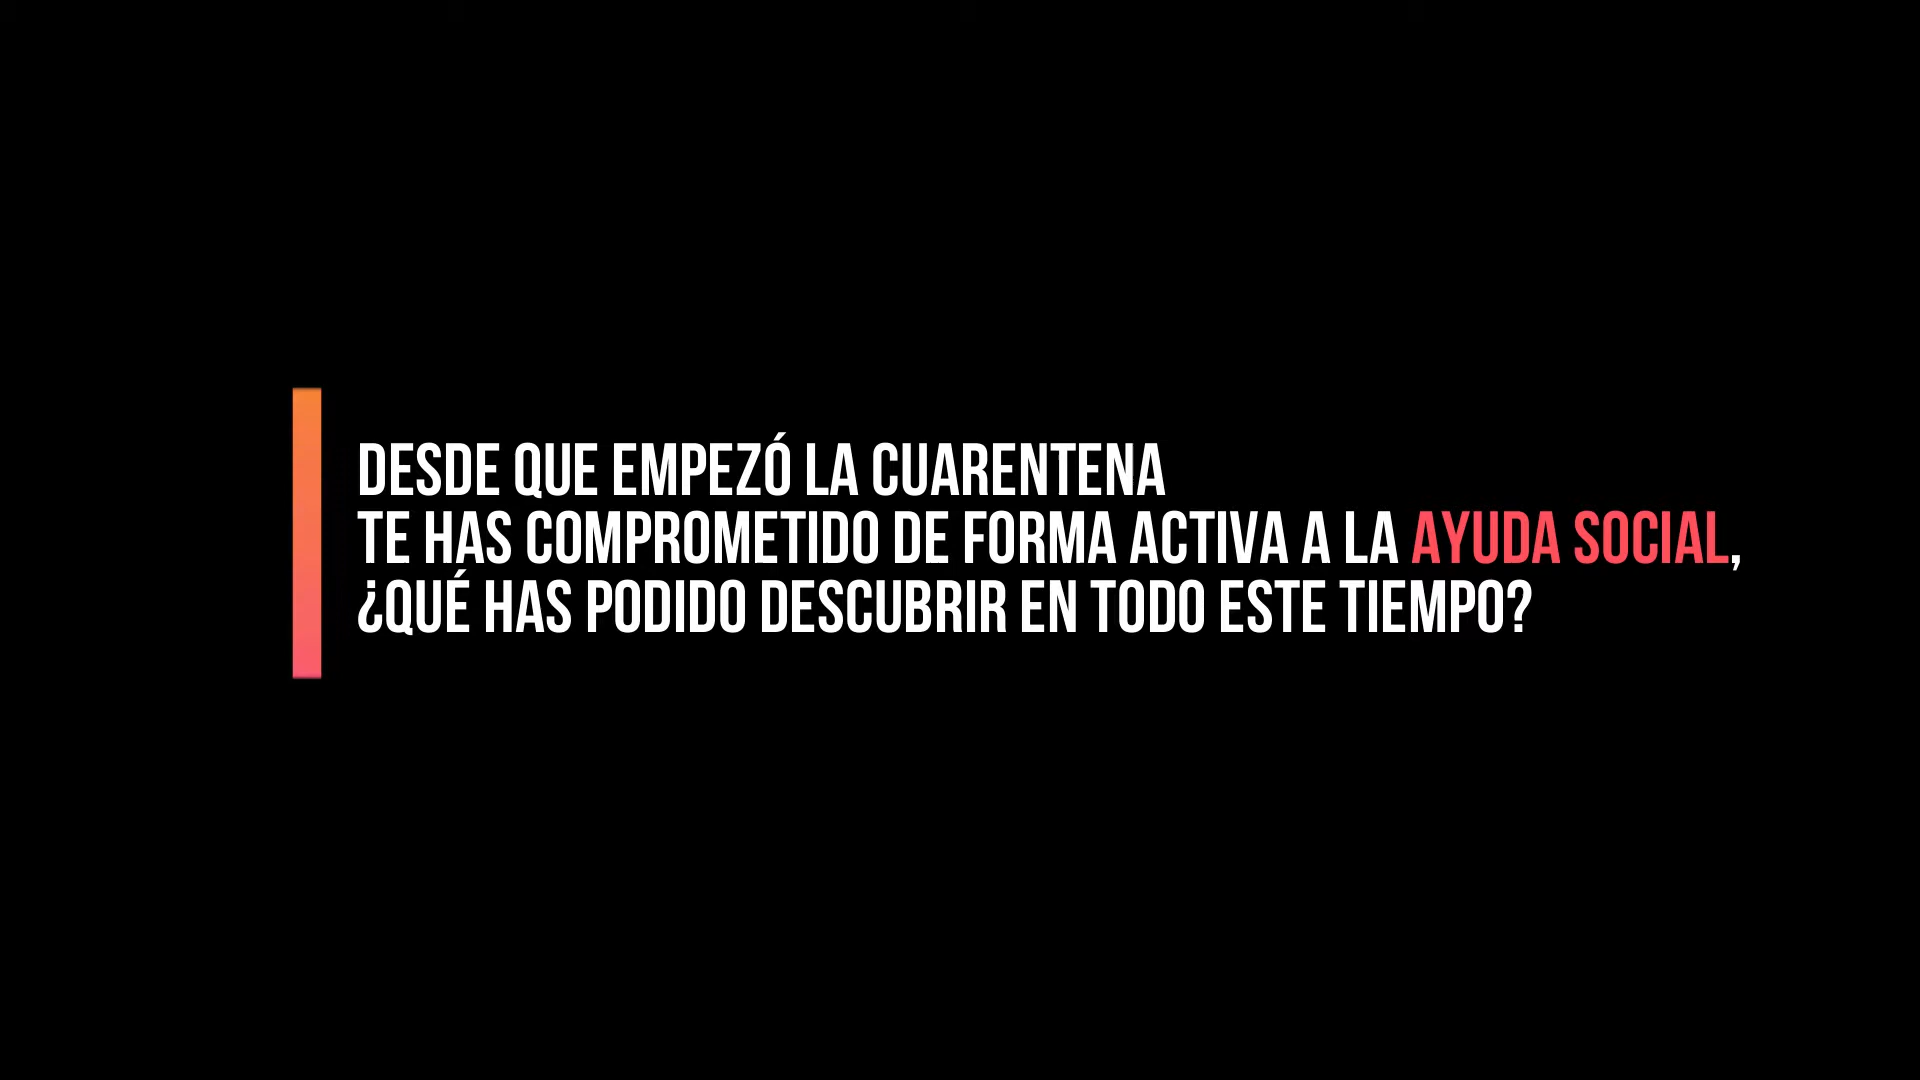 DESDE QUE EMPEZÓ LA CUARENTENA
TE HAS COMPROMETIDO DE FORMA ACTIVA A LA AYUDA SOCIAL,
¿QUÉ HAS PODIDO DESCUBRIR EN TODO ESTE TIEMPO?